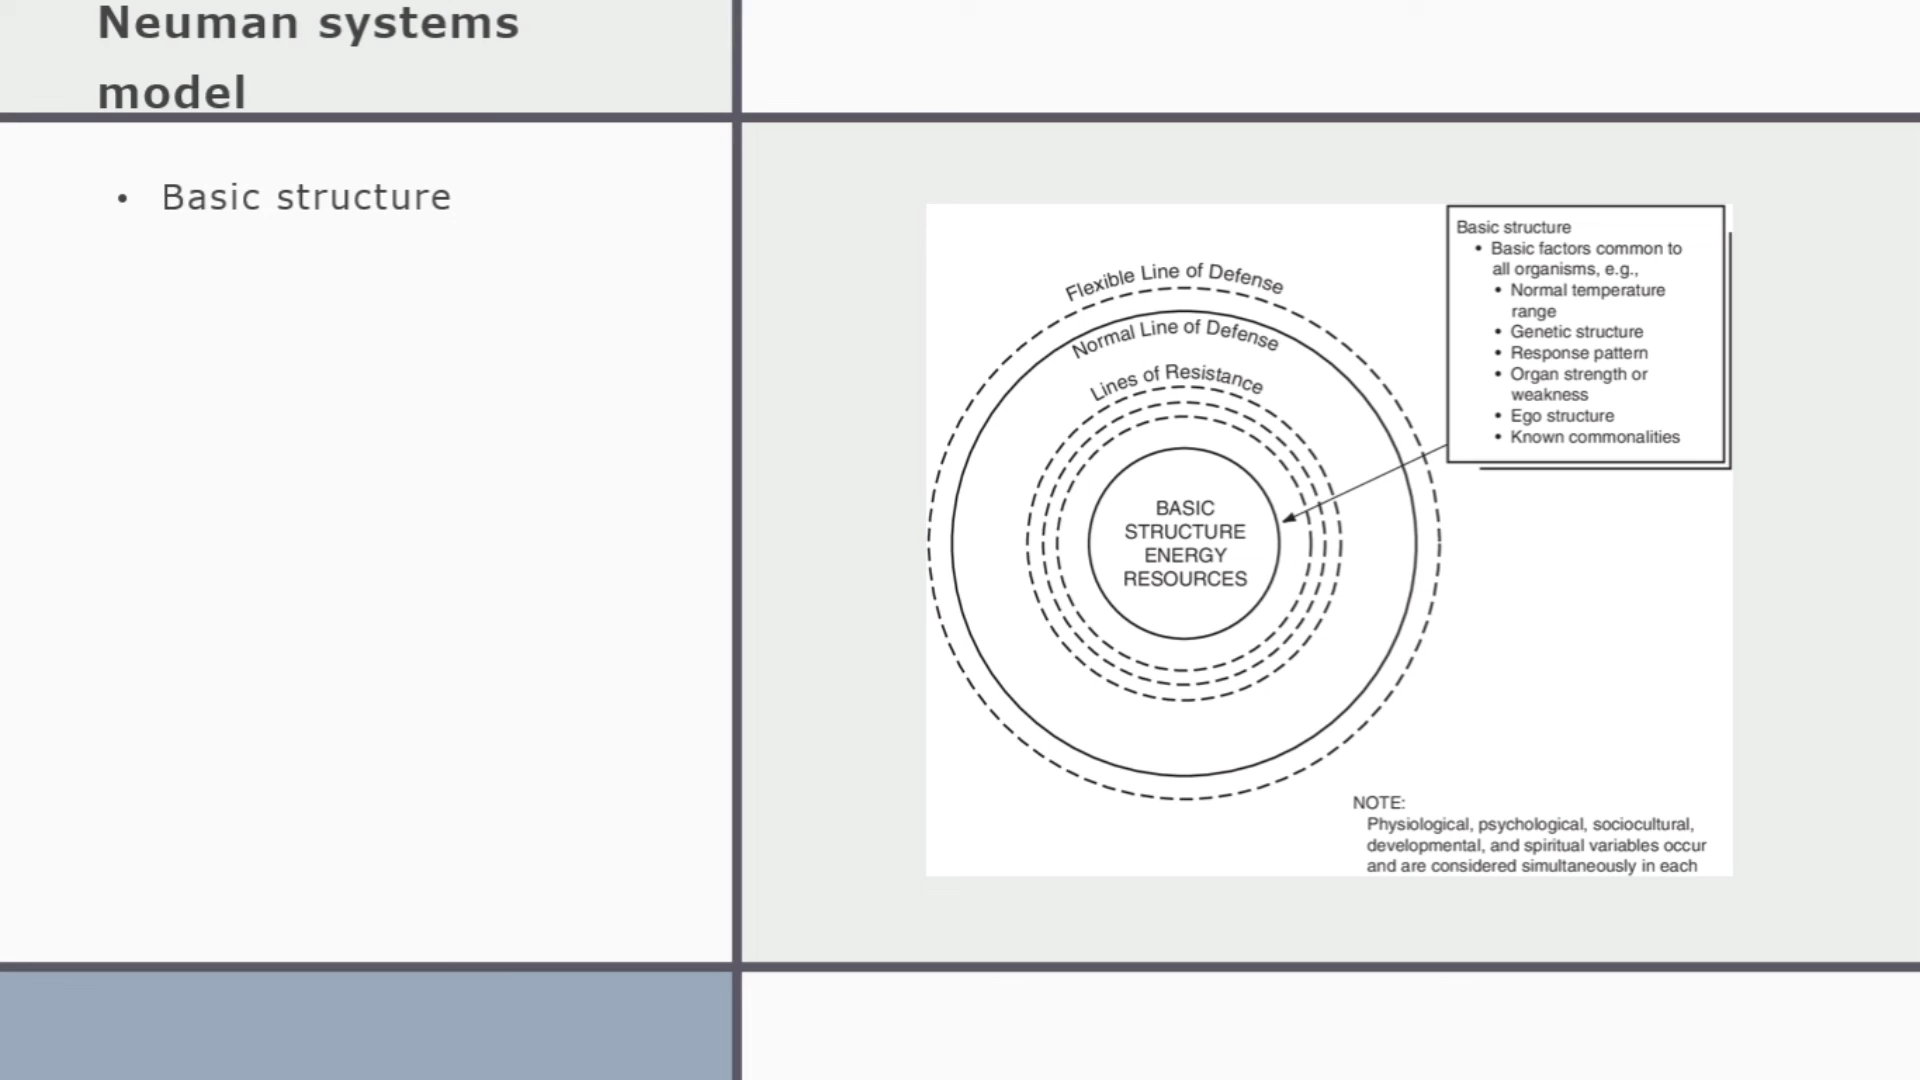 Neuman systems
model
• Basic structure
Flexible Line of Defense
Normal Line of Defense
Lines of Resistance
BASIC
STRUCTURE
ENERGY
RESOURCES
Basic structure
• Basic factors common to
all organisms, e.g.,
• Normal temperature
range
• Genetic structure
• Response pattern
• Organ strength or
weakness
• Ego structure
• Known commonalities
NOTE:
Physiological, psychological, sociocultural,
developmental, and spiritual variables occur
and are considered simultaneously in each